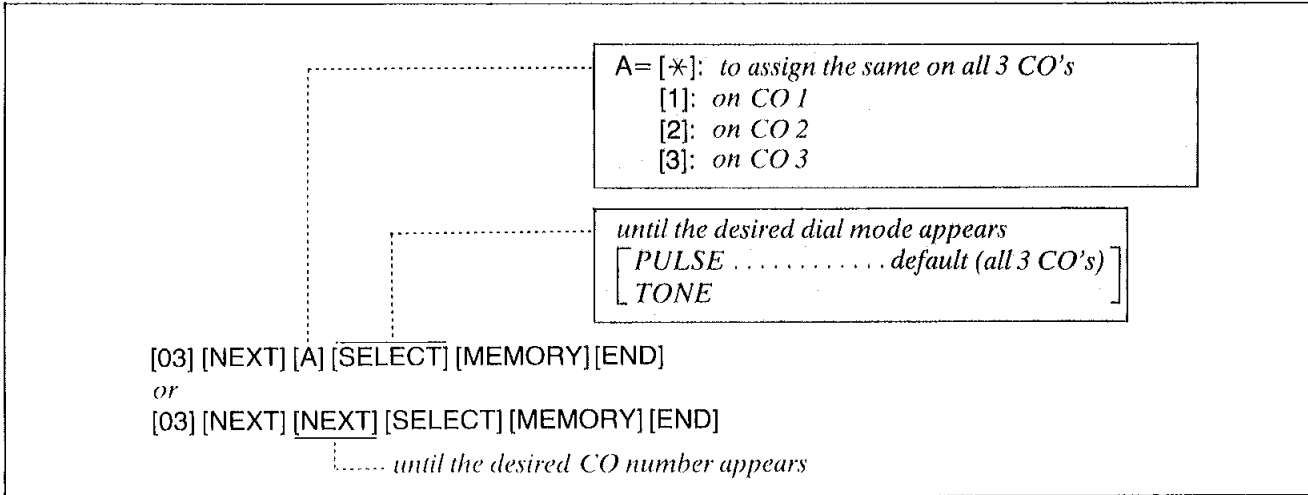 A= [*]: to assign the same on all 3 CO's
[1]: on CO 1
[2]: on CO 2
[3]: on CO 3
until the desired dial mode appears
PULSE ............ default (all 3 CO's)
TONE
[03] [NEXT] [A] [SELECT] [MEMORY] [END]
or
[03] [NEXT] [NEXT] [SELECT] [MEMORY] [END]
until the desired CO number appears